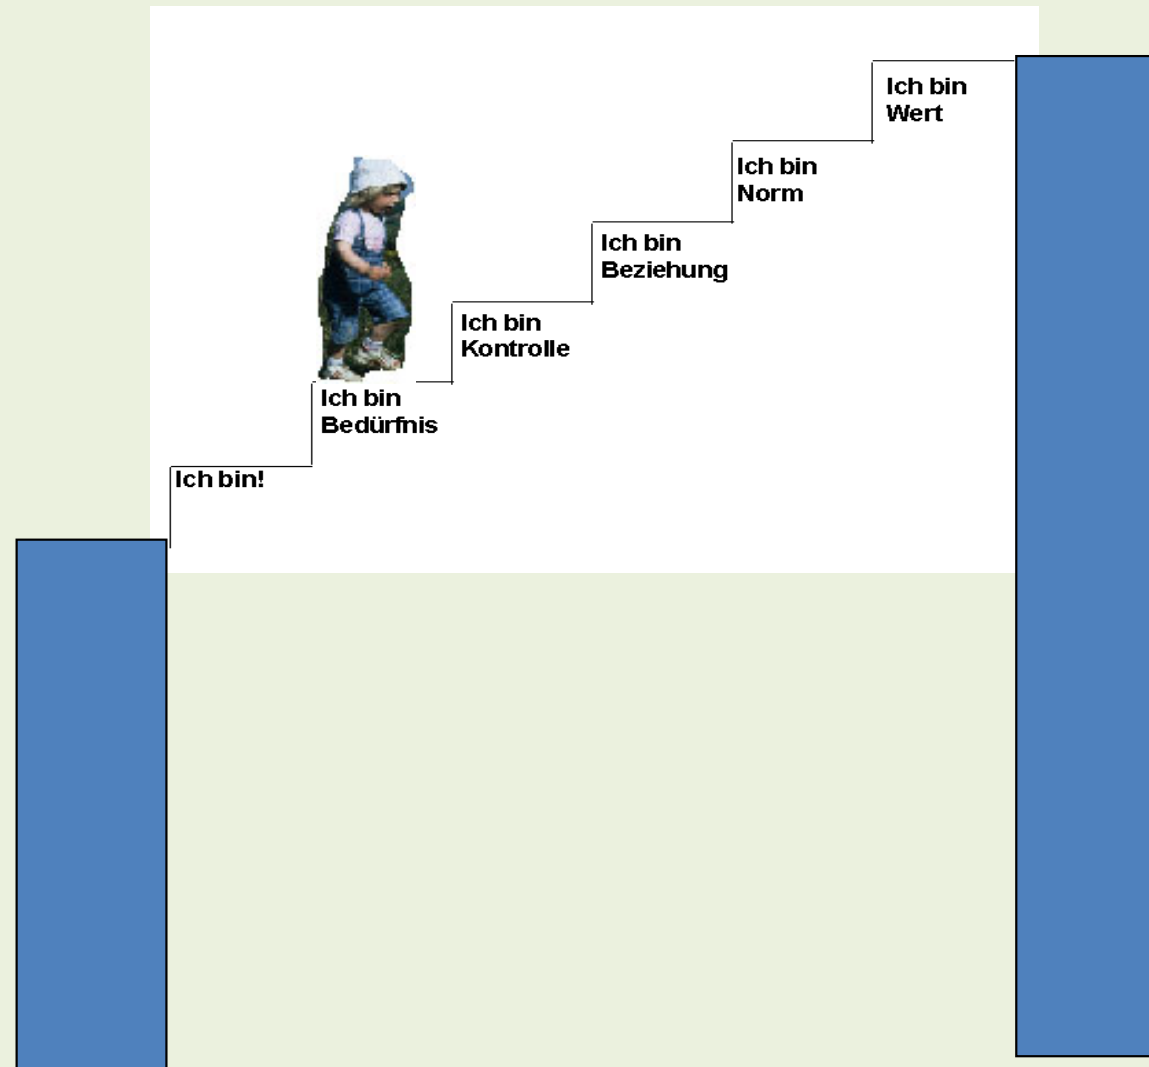 Ich bin
Wert
Ich bin
Norm
Ich bin
Beziehung
Ich bin
Kontrolle
Ich bin
Bedürfnis
Ich bin!